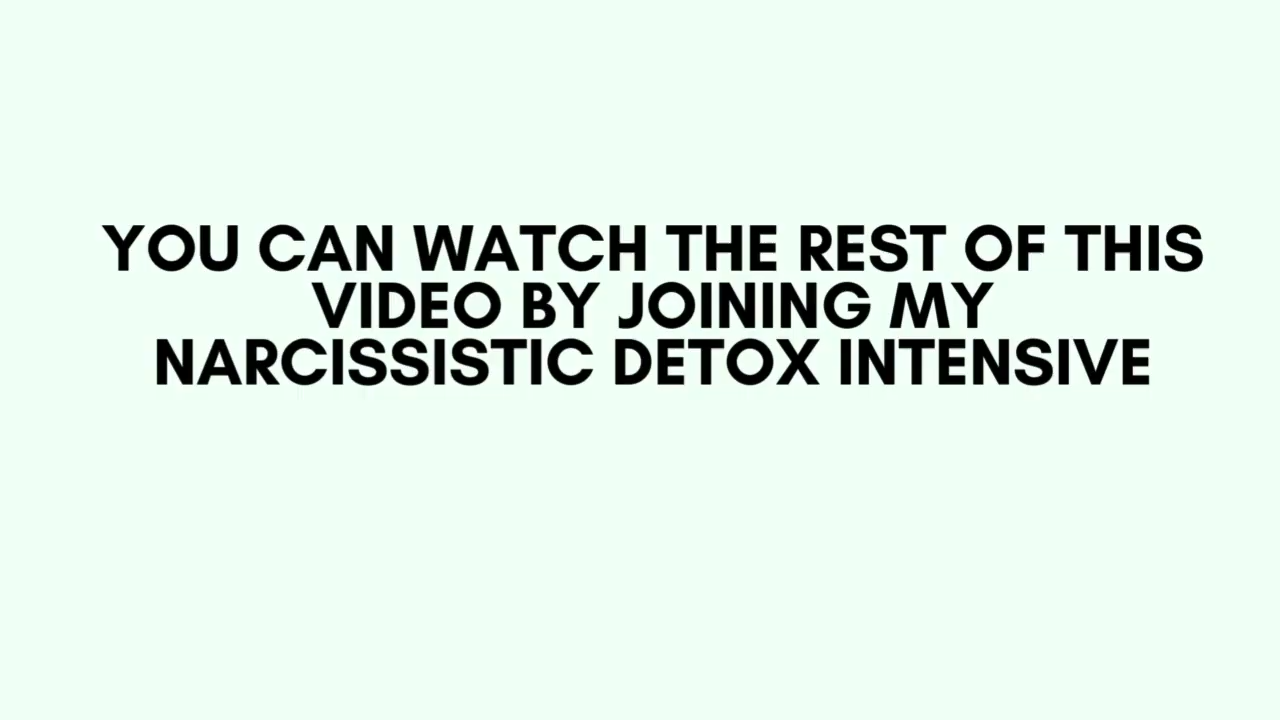 YOU CAN WATCH THE REST OF THIS
VIDEO BY JOINING MY
NARCISSISTIC DETOX INTENSIVE